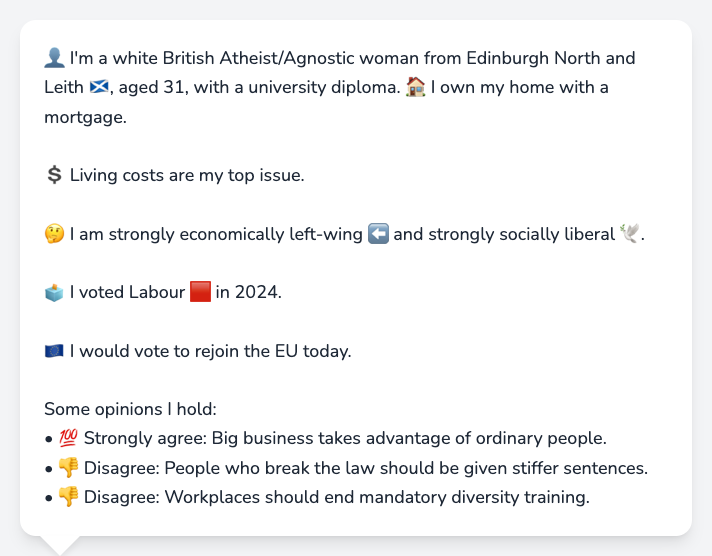 👤 I'm a white British Atheist/Agnostic woman from Edinburgh North and
Leith 🏴󠁧󠁢󠁳󠁣󠁴󠁿, aged 31, with a university diploma. 🏠 I own my home with a
mortgage.
💲 Living costs are my top issue.
🤔 I am strongly economically left-wing ⬅️ and strongly socially liberal 🕊️.
🗳️ I voted Labour 🟥 in 2024.
🇪🇺 I would vote to rejoin the EU today.
Some opinions I hold:
• 💯 Strongly agree: Big business takes advantage of ordinary people.
• 👎 Disagree: People who break the law should be given stiffer sentences.
• 👎 Disagree: Workplaces should end mandatory diversity training.